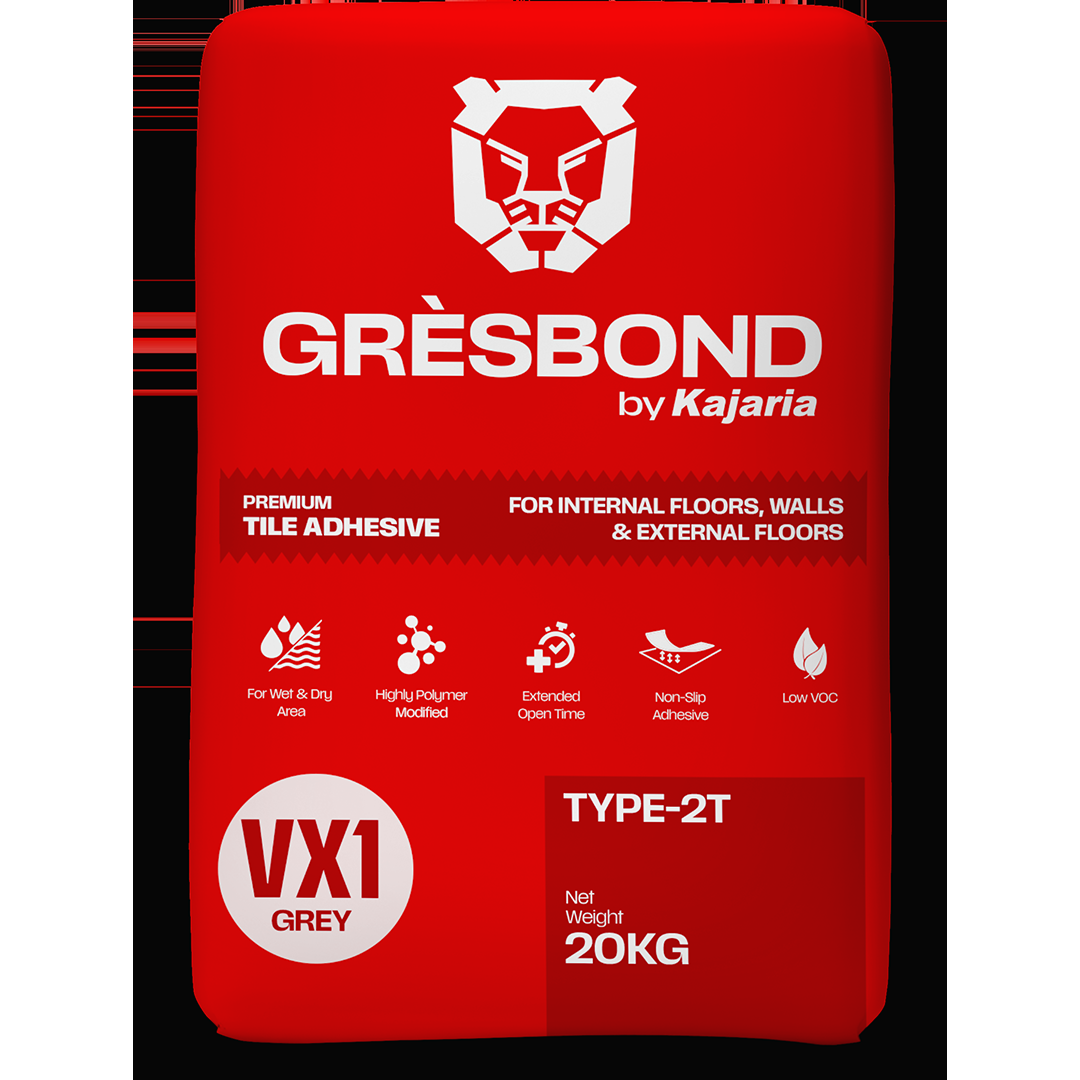 GRÈSBOND
by Kajaria
PREMIUM
TILE ADHESIVE
FOR INTERNAL FLOORS, WALLS
& EXTERNAL FLOORS
For Wet & Dry
Area
Highly Polymer
Modified
Extended
Open Time
Non-Slip
Adhesive
Low VOC
VX1
GREY
TYPE-2T
Net
Weight
20KG